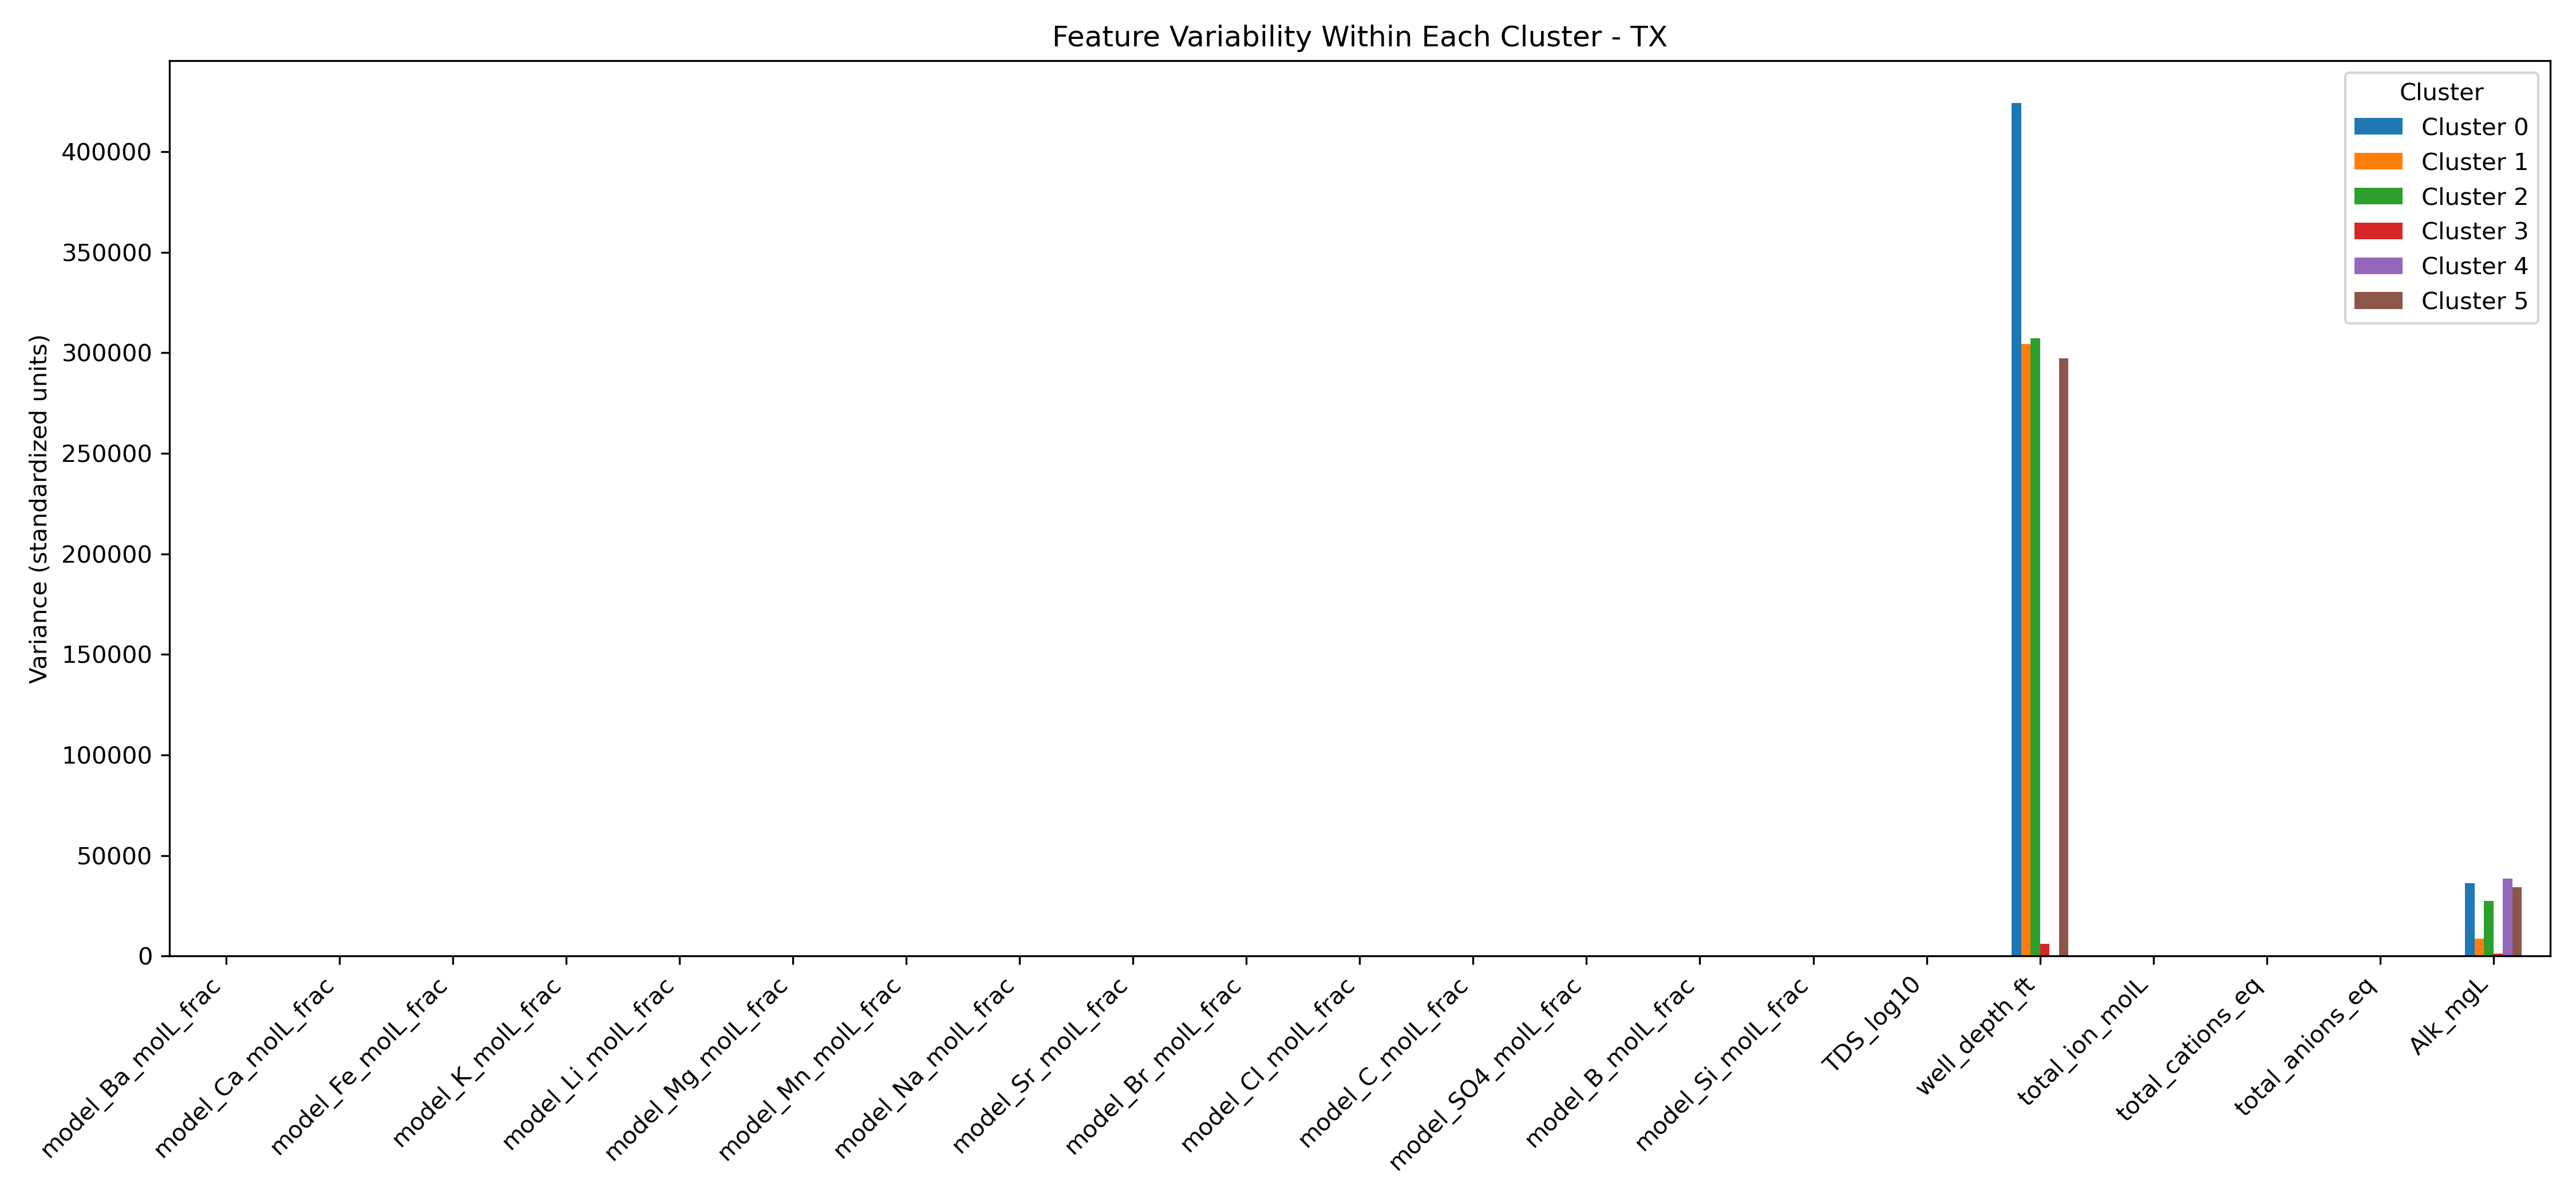 Feature Variability Within Each Cluster - TX
Variance (standardized units)
400000
350000
300000
250000
200000
150000
100000
50000
0
Cluster
Cluster 0
Cluster 1
Cluster 2
Cluster 3
Cluster 4
Cluster 5
model_Ba_molL_frac
model_Ca_molL_frac
model_Fe_molL_frac
model_K_molL_frac
model_Li_molL_frac
model_Mg_molL_frac
model_Mn_molL_frac
model_Na_molL_frac
model_Sr_molL_frac
model_Br_molL_frac
model_Cl_molL_frac
model_C_molL_frac
model_SO4_molL_frac
model_B_molL_frac
model_Si_molL_frac
TDS_log10
well_depth_ft
total_ion_molL
total_cations_eq
total_anions_eq
Alk_mgL